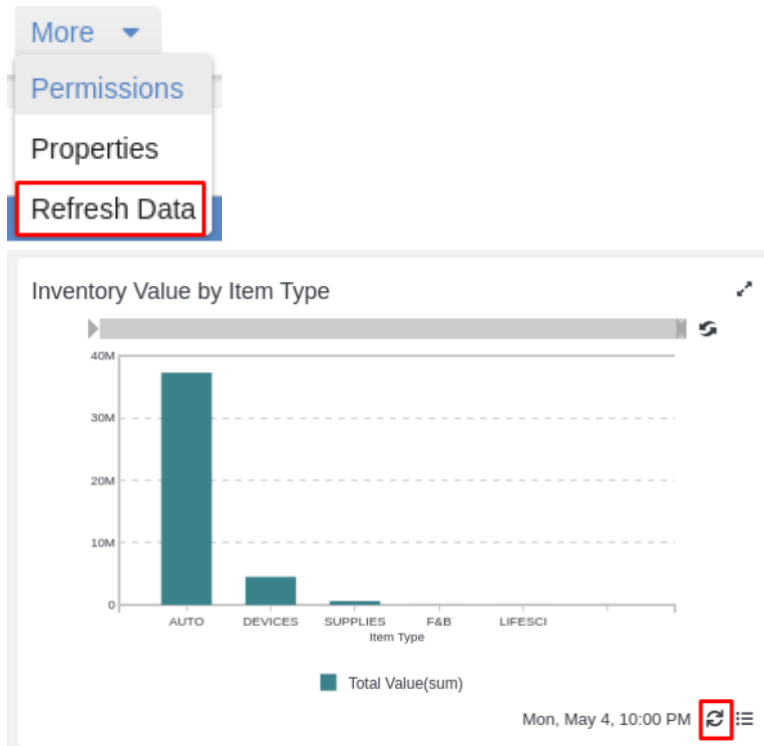 More
Permissions
Properties
Refresh Data
Inventory Value by Item Type
40M
30M
20M
10M
0
AUTO DEVICES SUPPLIES F&B LIFESCI
Item Type
Total Value(sum)
Mon, May 4, 10:00 PM